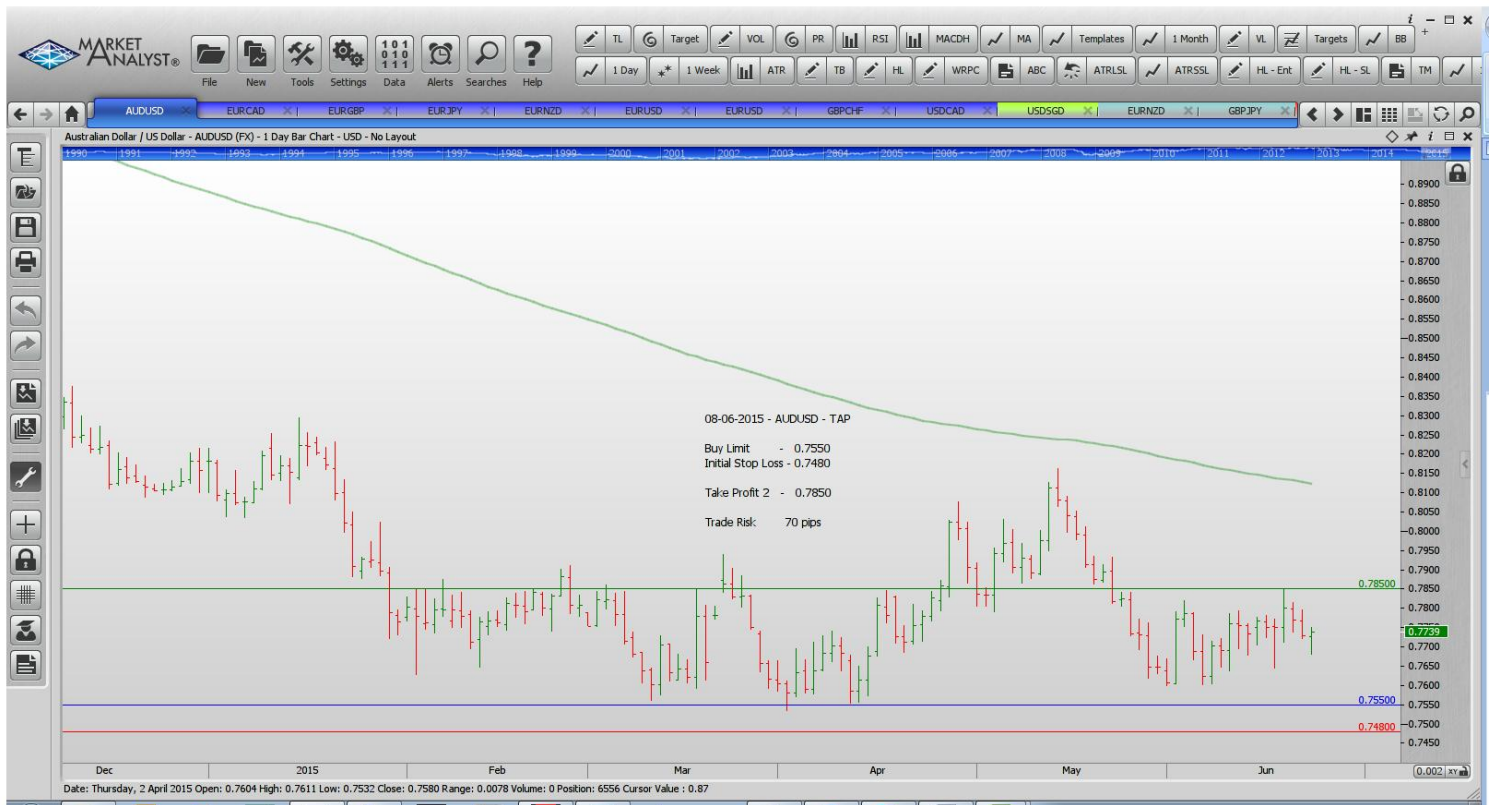 i
MARKET
ANALYST®
File New Tools Settings Data Alerts Searches Help
101
010
111
TL Target VOL PR RSI MACDH MA Templates 1 Month VL Targets BB
1 Day 1 Week ATR TB HL WRPC ABC ATRLSL ATRSSL HL - Ent HL - SL TM
AUDUSD EURCAD EURGBP EURJPY EURNZD EURUSD EURUSD GBPCHF USDCAD USDSGD EURNZD GBPJPY
Australian Dollar / US Dollar - AUDUSD (FX) - 1 Day Bar Chart - USD - No Layout
i
1990 1991 1992 1993 1994 1995 1996 1997 1998 1999 2000 2001 2002 2003 2004 2005 2006 2007 2008 2009 2010 2011 2012 2013 2014 2015
0.8900
0.8850
0.8800
0.8750
0.8700
0.8650
0.8600
0.8550
0.8500
0.8450
0.8400
0.8350
0.8300
0.8250
0.8200
0.8150
0.8100
0.8050
0.8000
0.7950
0.7900
0.7850
0.7800
0.7739
0.7700
0.7650
0.7600
0.7550
0.7500
0.7450
08-06-2015 - AUDUSD - TAP
Buy Limit - 0.7550
Initial Stop Loss - 0.7480
Take Profit 2 - 0.7850
Trade Risk 70 pips
0.78500
0.75500
0.74800
Dec 2015 Feb Mar Apr May Jun
0.002 XY
Date: Thursday, 2 April 2015 Open: 0.7604 High: 0.7611 Low: 0.7532 Close: 0.7580 Range: 0.0078 Volume: 0 Position: 6556 Cursor Value : 0.87